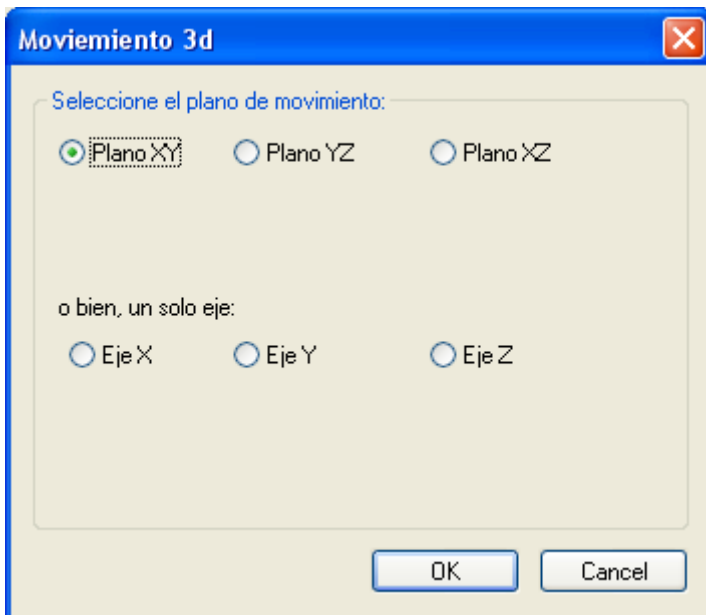 Moviemiento 3d
Seleccione el plano de movimiento:
Plano XY Plano YZ Plano XZ
o bien, un solo eje:
Eje X Eje Y Eje Z
OK Cancel